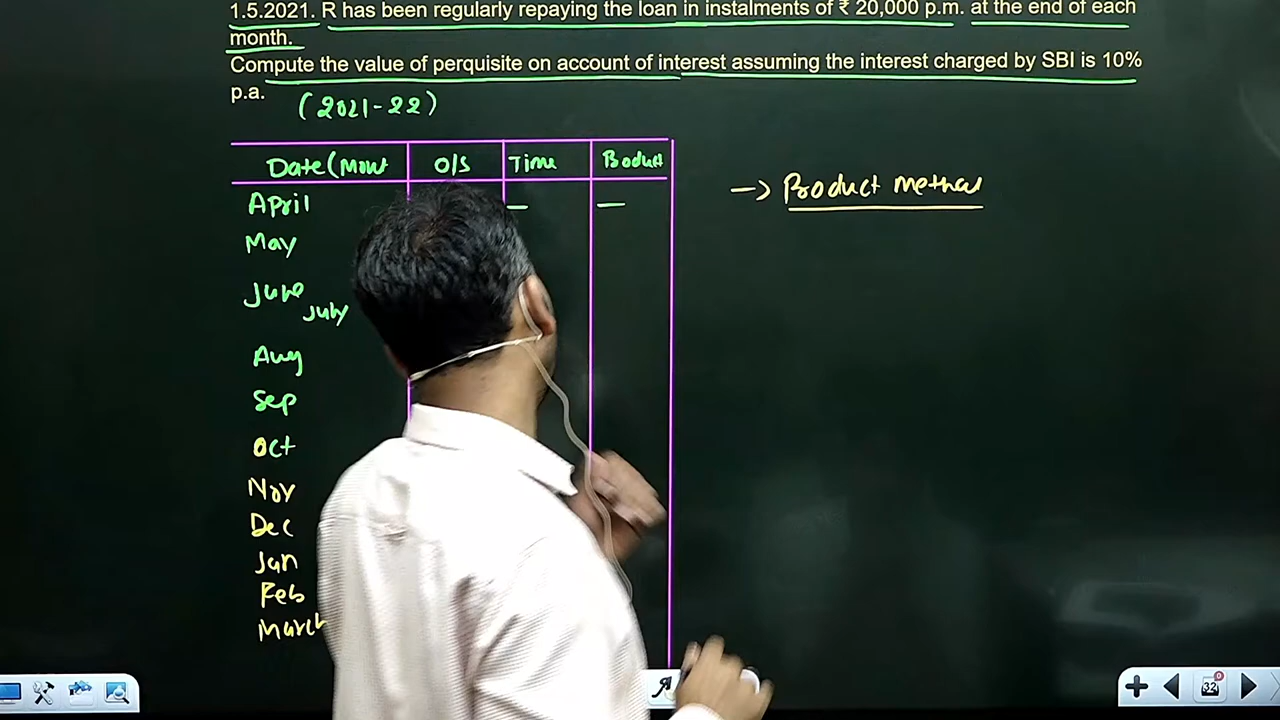 1.5.2021. R has been regularly repaying the loan in instalments of ₹ 20,000 p.m. at the end of each
month.
Compute the value of perquisite on account of interest assuming the interest charged by SBI is 10%
p.a. (2021-22)
Date(Mont O/S Time Product
April — —
→ Product Method
May
June
July
Aug
Sep
Oct
Nov
Dec
Jan
Feb
March
32